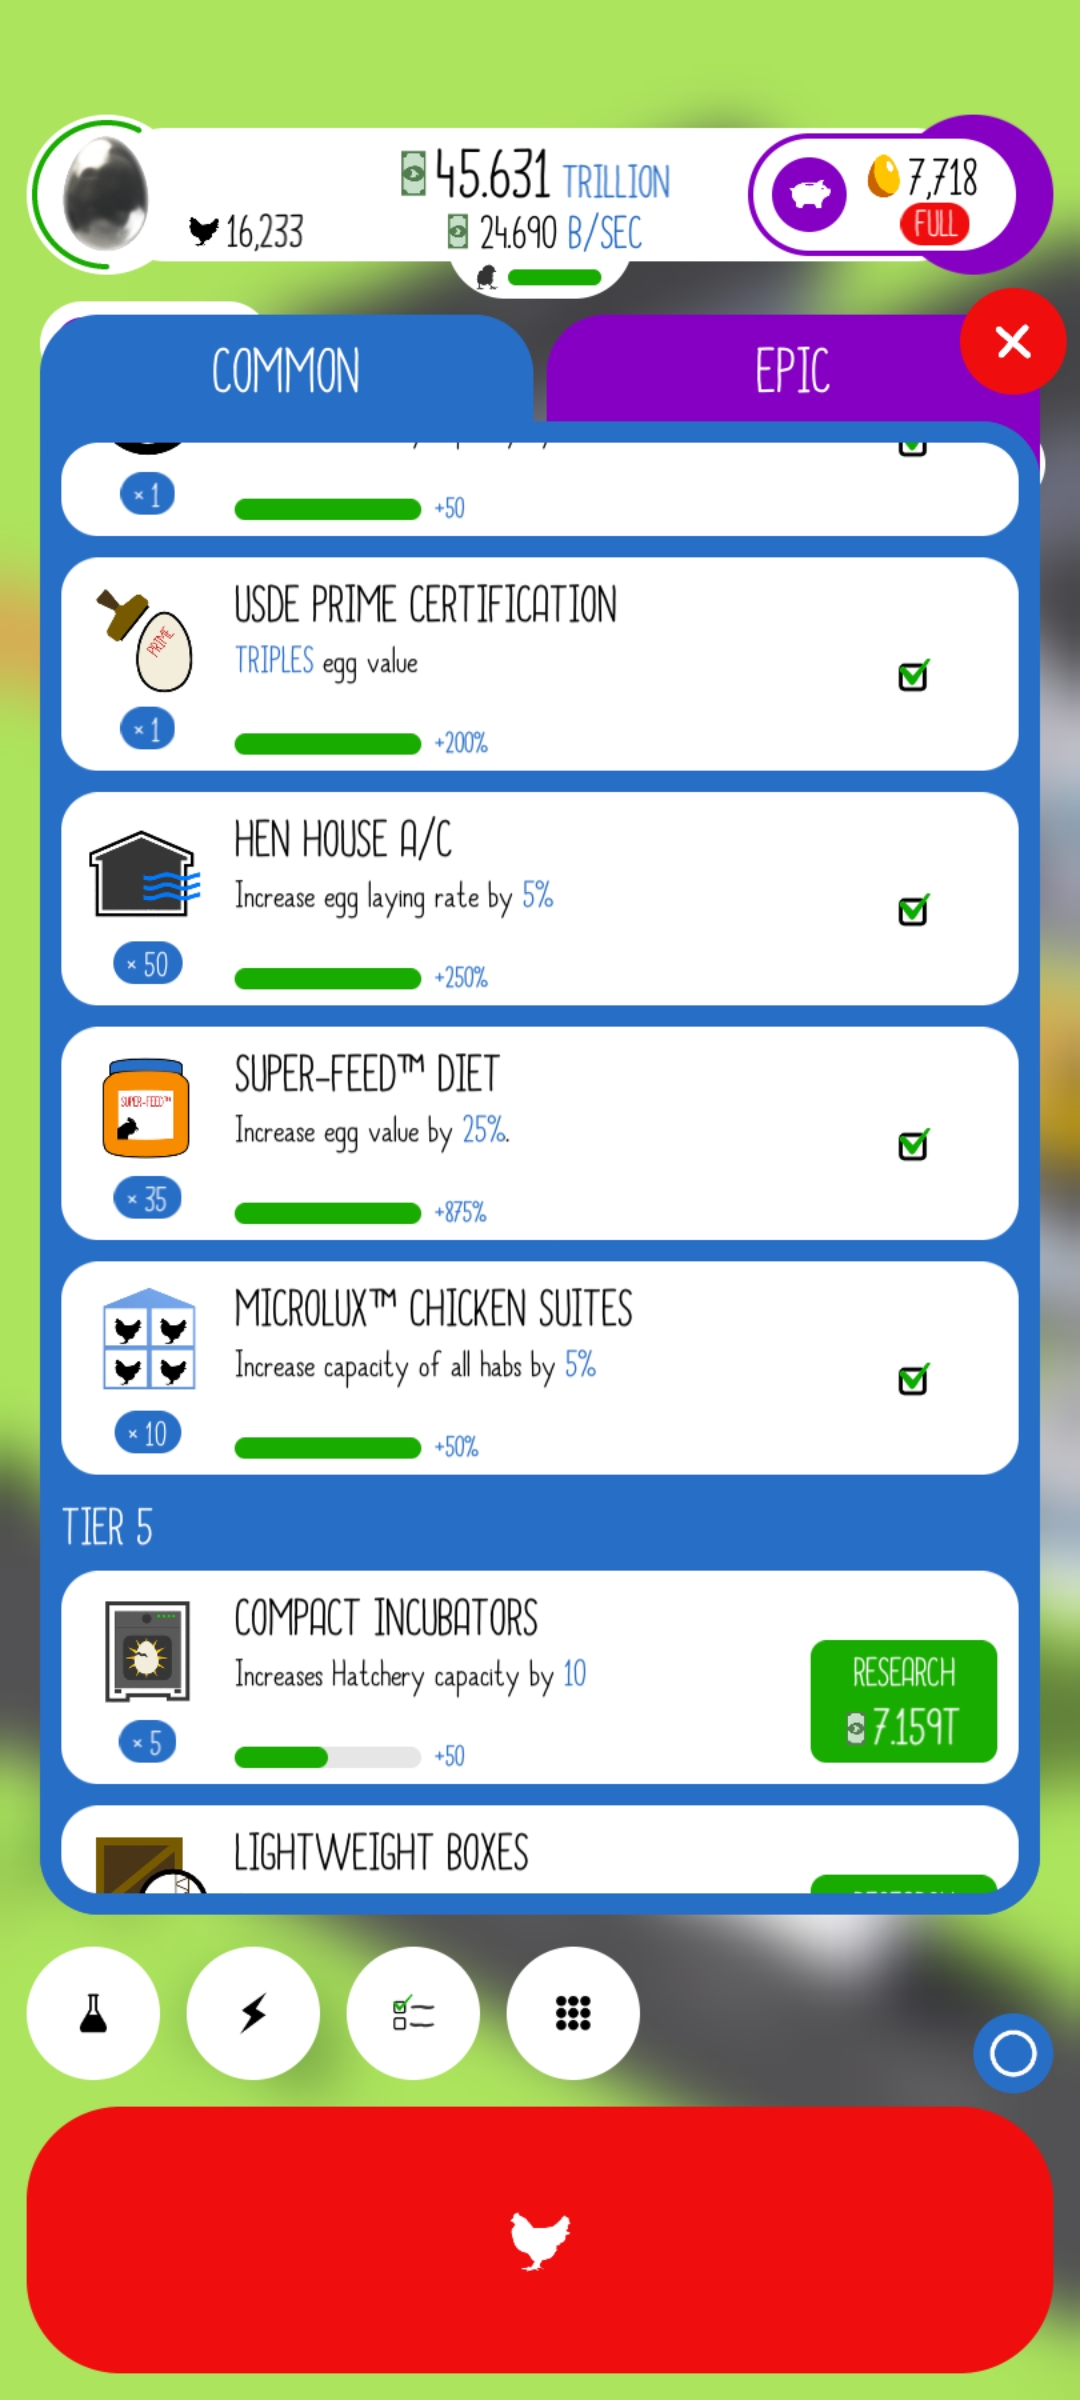 45.631 TRILLION
7,718
16,233
24.690 B/SEC
FULL
COMMON
EPIC
× 1
+50
USDE PRIME CERTIFICATION
TRIPLES egg value
PRIME
× 1
+200%
HEN HOUSE A/C
Increase egg laying rate by 5%
× 50
+250%
SUPER-FEED™ DIET
Increase egg value by 25%.
SUPER-FEED™
× 35
+875%
MICROLUX™ CHICKEN SUITES
Increase capacity of all habs by 5%
× 10
+50%
TIER 5
COMPACT INCUBATORS
Increases Hatchery capacity by 10
RESEARCH
7.159T
× 5
+50
LIGHTWEIGHT BOXES